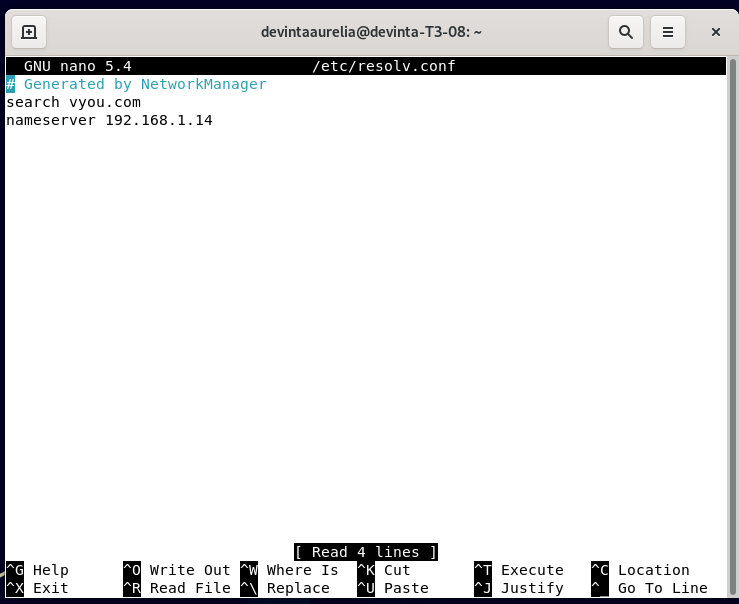 devintaaurelia@devinta-T3-08: ~
GNU nano 5.4 /etc/resolv.conf
# Generated by NetworkManager
search vyou.com
nameserver 192.168.1.14
[ Read 4 lines ]
^G Help ^O Write Out ^W Where Is ^K Cut ^T Execute ^C Location
^X Exit ^R Read File ^\ Replace ^U Paste ^J Justify ^_ Go To Line